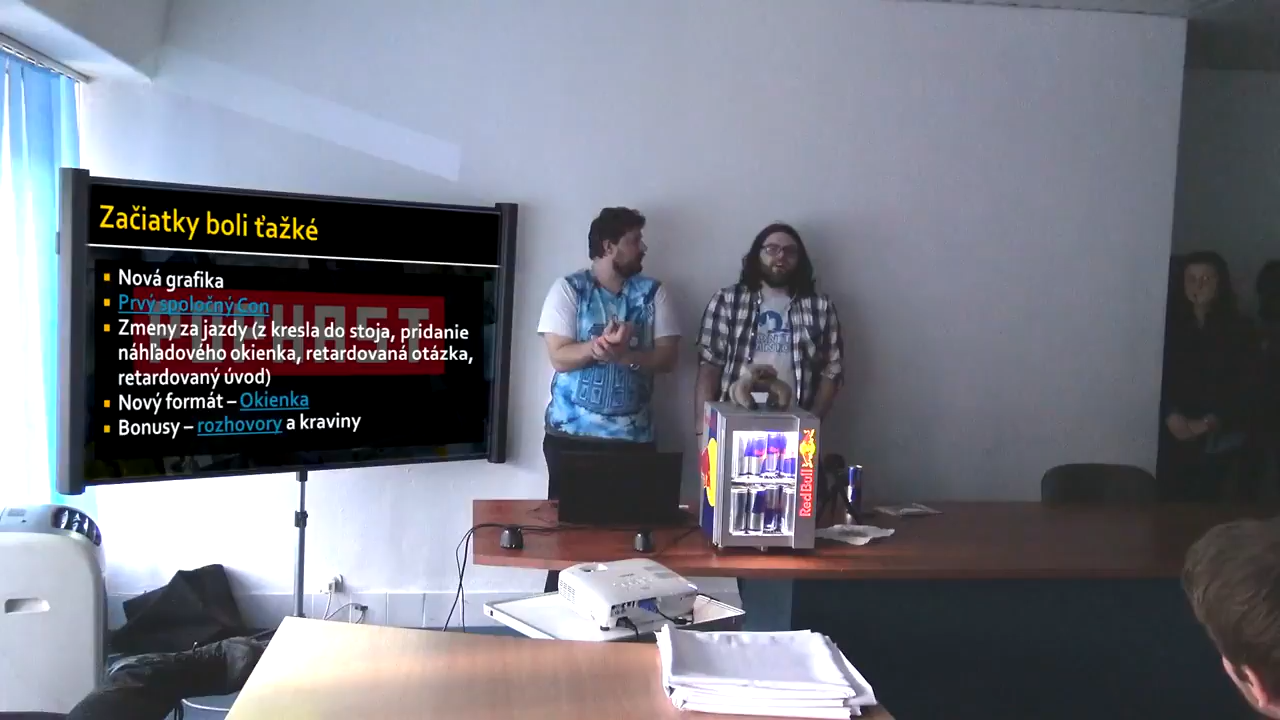 Začiatky boli ťažké
Nová grafika
Prvý spoločný Con
Zmeny za jazdy (z kresla do stoja, pridanie
náhľadového okienka, retardovaná otázka,
retardovaný úvod)
Nový formát – Okienka
Bonusy – rozhovory a kraviny
Red Bull